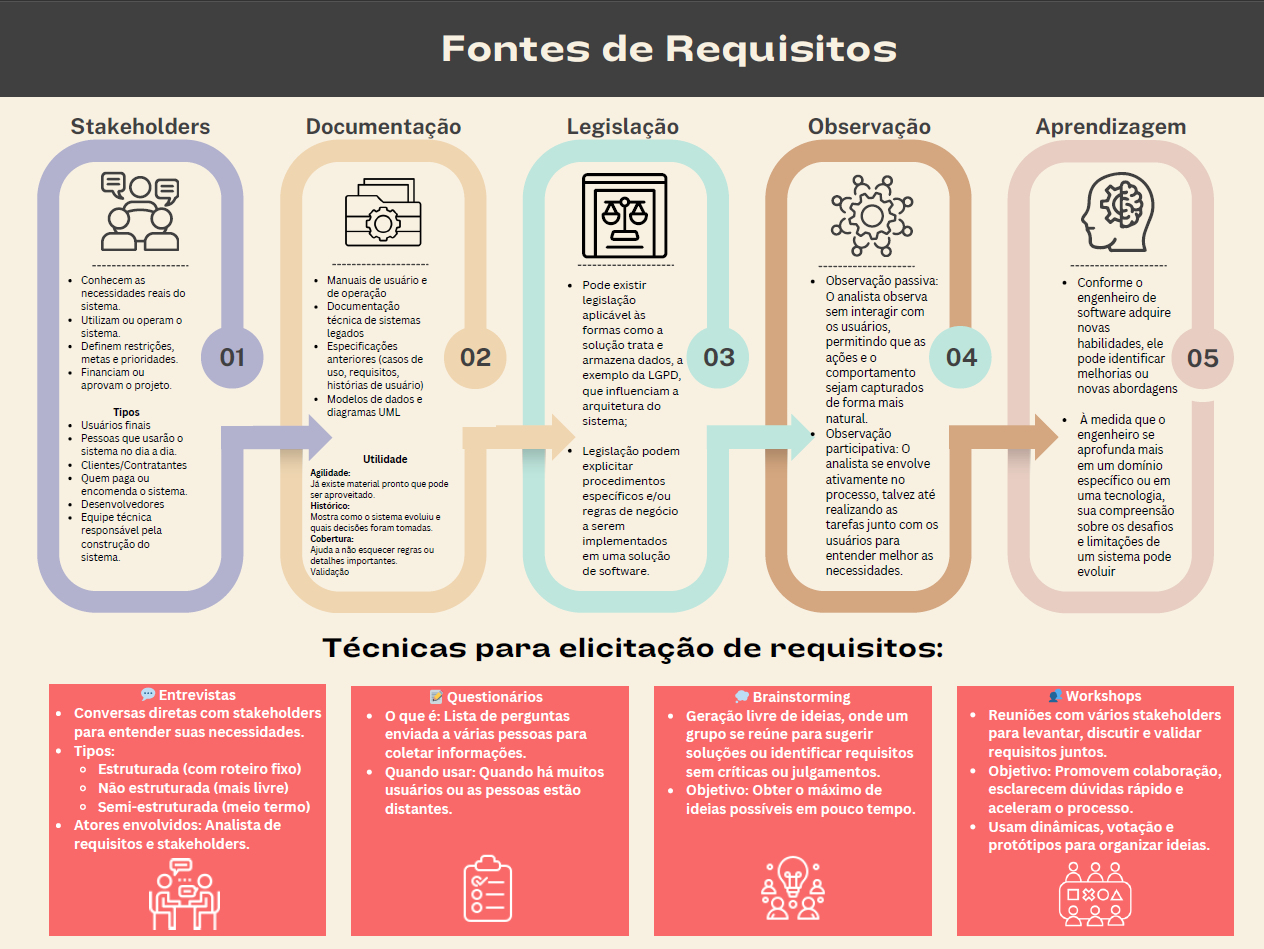 Fontes de Requisitos
Stakeholders
• Conhecem as
necessidades reais do
sistema.
• Utilizam ou operam o
sistema.
• Definem restrições,
metas e prioridades.
• Financiam ou
aprovam o projeto.
Tipos
• Usuários finais
• Pessoas que usarão o
sistema no dia a dia.
• Clientes/Contratantes
• Quem paga ou
encomenda o sistema.
• Desenvolvedores
• Equipe técnica
responsável pela
construção do
sistema.
01
Documentação
• Manuais de usuário e
de operação
• Documentação
técnica de sistemas
legados
• Especificações
anteriores (casos de
uso, requisitos,
histórias de usuário)
• Modelos de dados e
diagramas UML
Utilidade
Agilidade:
Já existe material pronto que pode
ser aproveitado.
Histórico:
Mostra como o sistema evoluiu e
quais decisões foram tomadas.
Cobertura:
Ajuda a não esquecer regras ou
detalhes importantes.
Validação
02
Legislação
• Pode existir
legislação
aplicável às
formas como a
solução trata e
armazena dados, a
exemplo da LGPD,
que influenciam a
arquitetura do
sistema;
• Legislação podem
explicitar
procedimentos
específicos e/ou
regras de negócio
a serem
implementados
em uma solução
de software.
03
Observação
• Observação passiva:
O analista observa
sem interagir com
os usuários,
permitindo que as
ações e o
comportamento
sejam capturados
de forma mais
natural.
• Observação
participativa: O
analista se envolve
ativamente no
processo, talvez até
realizando as
tarefas junto com os
usuários para
entender melhor as
necessidades.
04
Aprendizagem
• Conforme o
engenheiro de
software adquire
novas
habilidades, ele
pode identificar
melhorias ou
novas abordagens
• À medida que o
engenheiro se
aprofunda mais
em um domínio
específico ou em
uma tecnologia,
sua compreensão
sobre os desafios
e limitações de
um sistema pode
evoluir
05
Técnicas para elicitação de requisitos:
Entrevistas
• Conversas diretas com stakeholders
para entender suas necessidades.
• Tipos:
◦ Estruturada (com roteiro fixo)
◦ Não estruturada (mais livre)
◦ Semi-estruturada (meio termo)
• Atores envolvidos: Analista de
requisitos e stakeholders.
Questionários
• O que é: Lista de perguntas
enviada a várias pessoas para
coletar informações.
• Quando usar: Quando há muitos
usuários ou as pessoas estão
distantes.
Brainstorming
• Geração livre de ideias, onde um
grupo se reúne para sugerir
soluções ou identificar requisitos
sem críticas ou julgamentos.
• Objetivo: Obter o máximo de
ideias possíveis em pouco tempo.
Workshops
• Reuniões com vários stakeholders
para levantar, discutir e validar
requisitos juntos.
• Objetivo: Promovem colaboração,
esclarecem dúvidas rápido e
aceleram o processo.
• Usam dinâmicas, votação e
protótipos para organizar ideias.